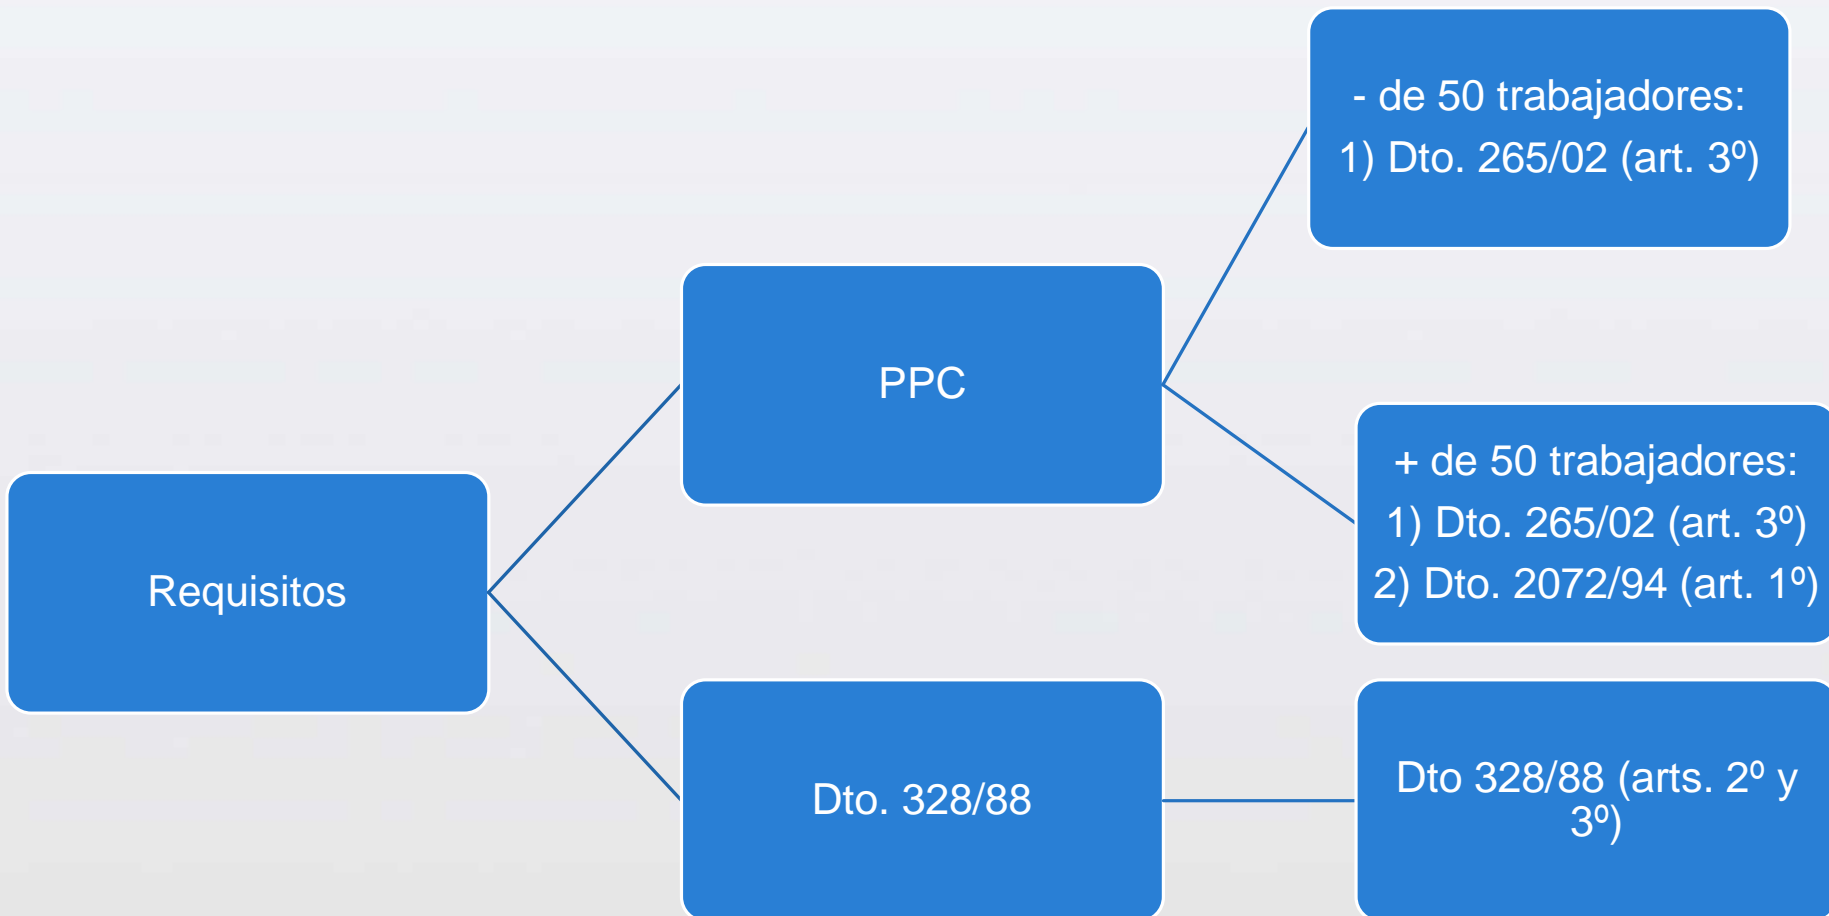 Requisitos
PPC
- de 50 trabajadores:
1) Dto. 265/02 (art. 3º)
+ de 50 trabajadores:
1) Dto. 265/02 (art. 3º)
2) Dto. 2072/94 (art. 1º)
Dto. 328/88
Dto 328/88 (arts. 2º y
3º)